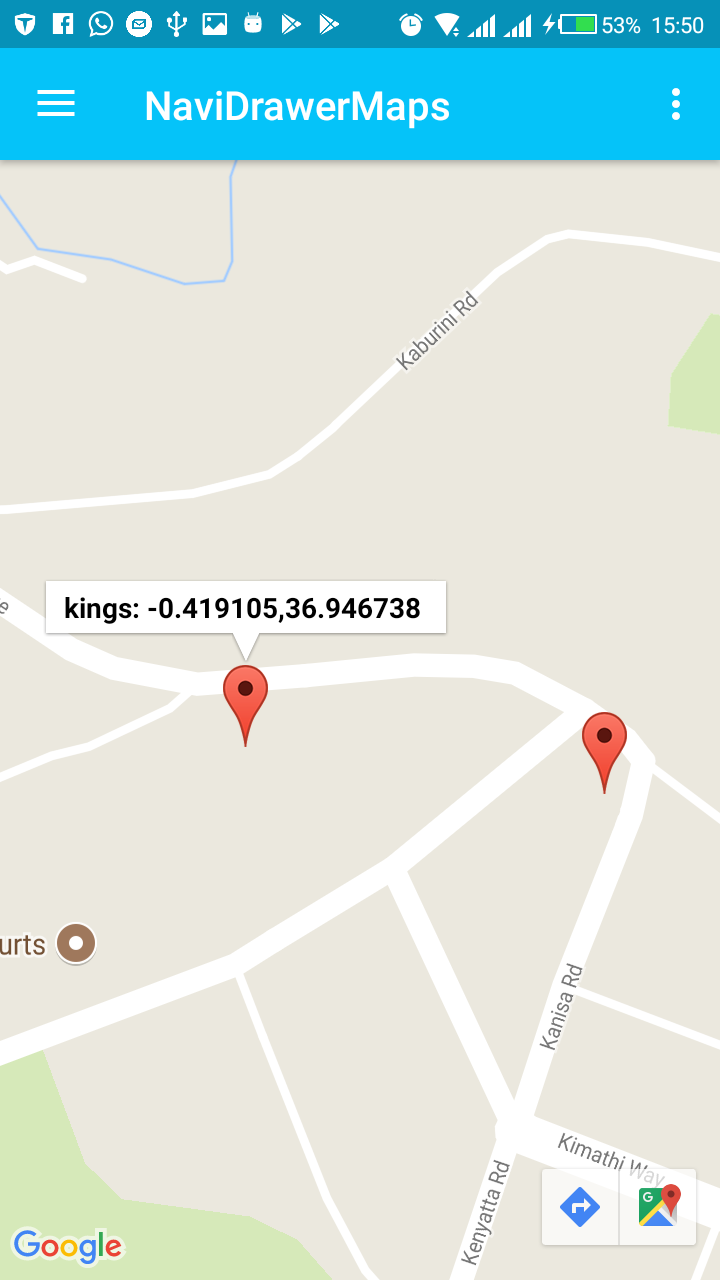 53% 15:50
NaviDrawerMaps
Kaburini Rd
kings: -0.419105,36.946738
urts
Kanisa Rd
Kimathi Way
Kenyatta Rd
G
Google